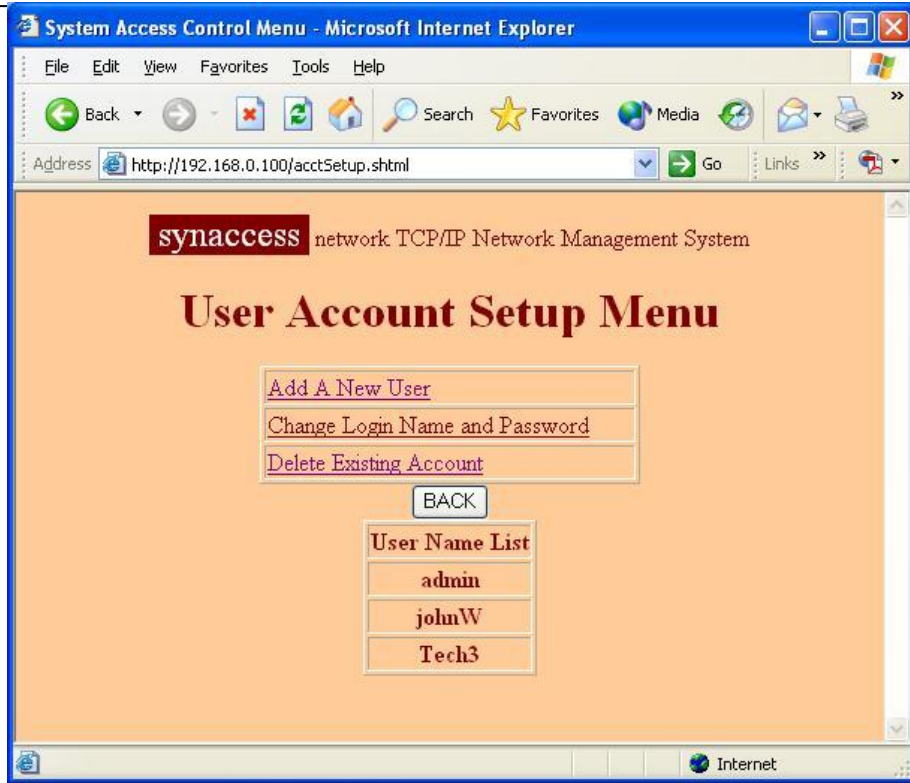 System Access Control Menu - Microsoft Internet Explorer
File Edit View Favorites Tools Help
Back Search Favorites Media »
Address http://192.168.0.100/acctSetup.shtml Go Links »
synaccess network TCP/IP Network Management System
User Account Setup Menu
Add A New User
Change Login Name and Password
Delete Existing Account
BACK
User Name List
admin
johnW
Tech3
Internet